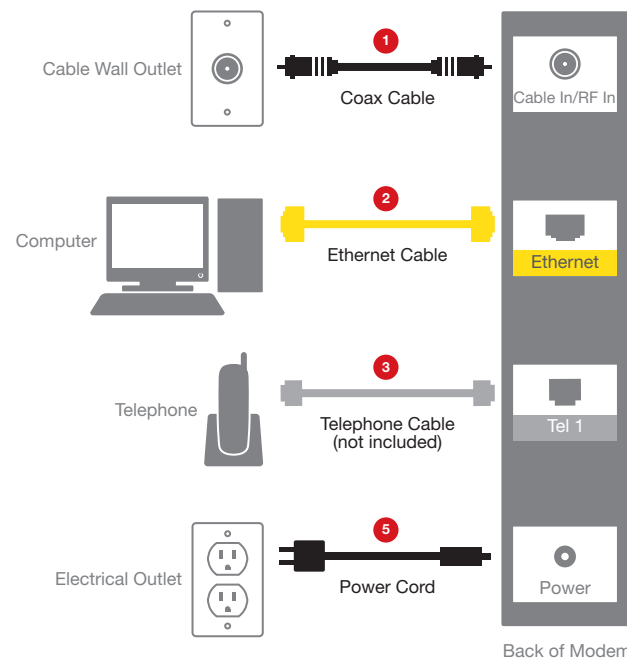 1
Cable Wall Outlet
Coax Cable
Cable In/RF In
2
Computer
Ethernet Cable
Ethernet
3
Telephone
Telephone Cable
(not included)
Tel 1
5
Electrical Outlet
Power Cord
Power
Back of Modem